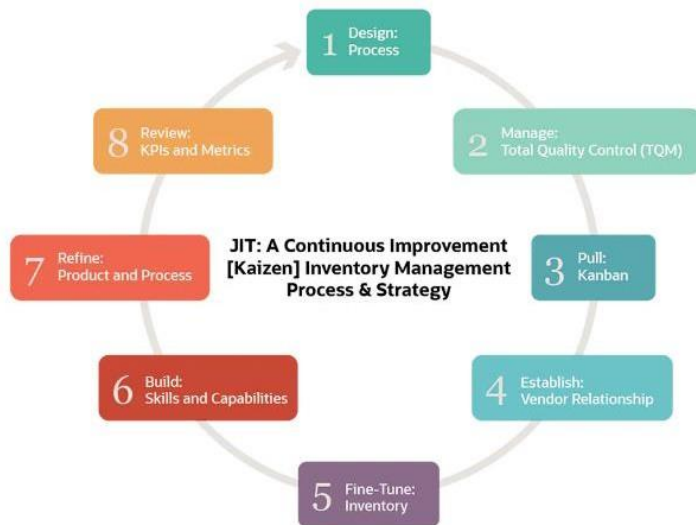 1 Design:
Process
2 Manage:
Total Quality Control (TQM)
3 Pull:
Kanban
4 Establish:
Vendor Relationship
5 Fine-Tune:
Inventory
6 Build:
Skills and Capabilities
7 Refine:
Product and Process
8 Review:
KPIs and Metrics
JIT: A Continuous Improvement
[Kaizen] Inventory Management
Process & Strategy